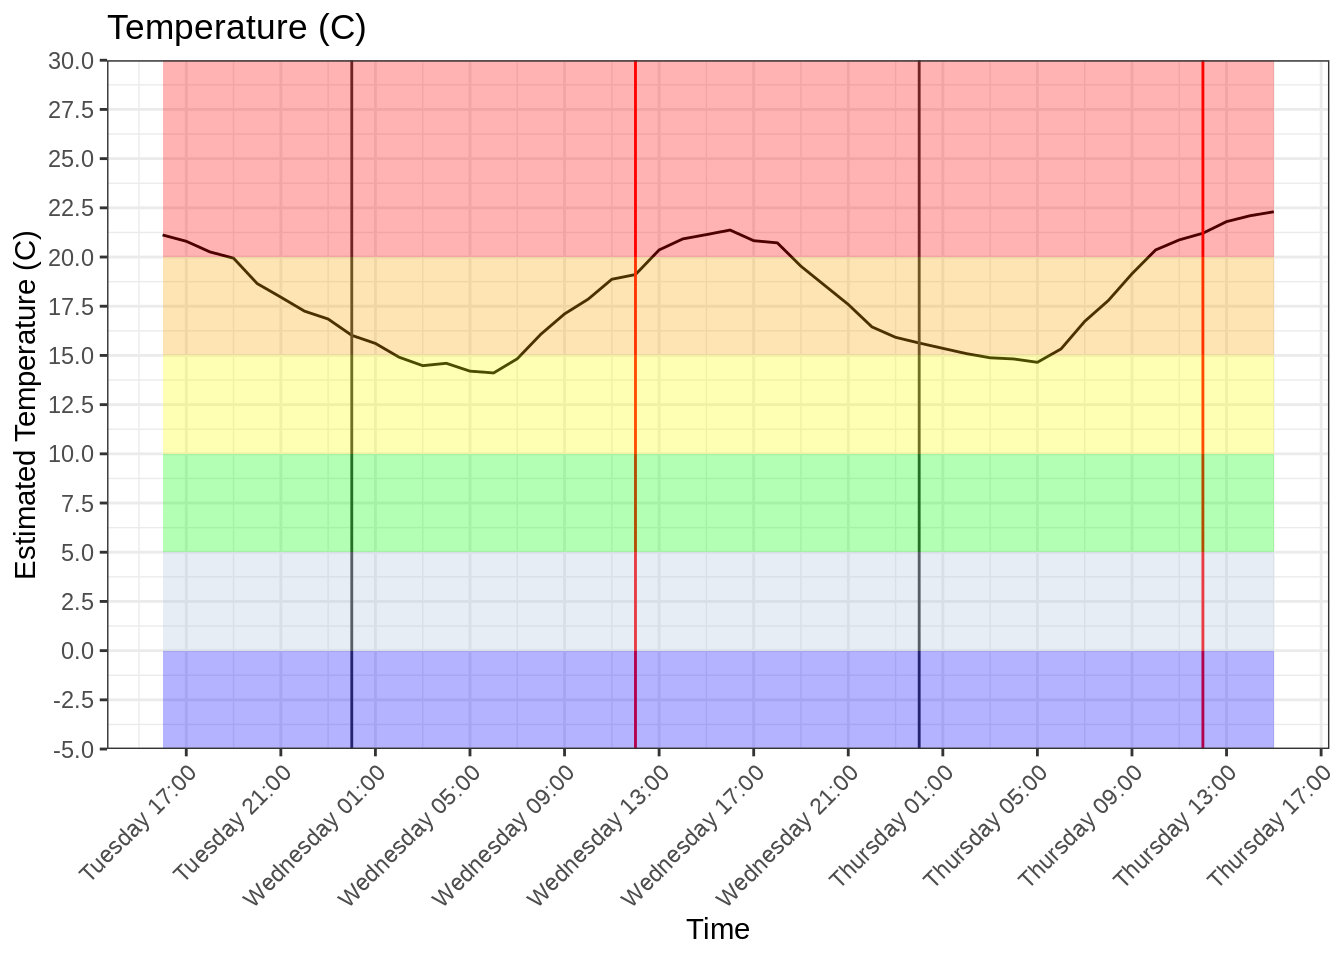 Temperature (C)
30.0
27.5
25.0
22.5
20.0
17.5
15.0
12.5
10.0
7.5
5.0
2.5
0.0
-2.5
-5.0
Estimated Temperature (C)
Tuesday 17:00
Tuesday 21:00
Wednesday 01:00
Wednesday 05:00
Wednesday 09:00
Wednesday 13:00
Wednesday 17:00
Wednesday 21:00
Thursday 01:00
Thursday 05:00
Thursday 09:00
Thursday 13:00
Thursday 17:00
Time